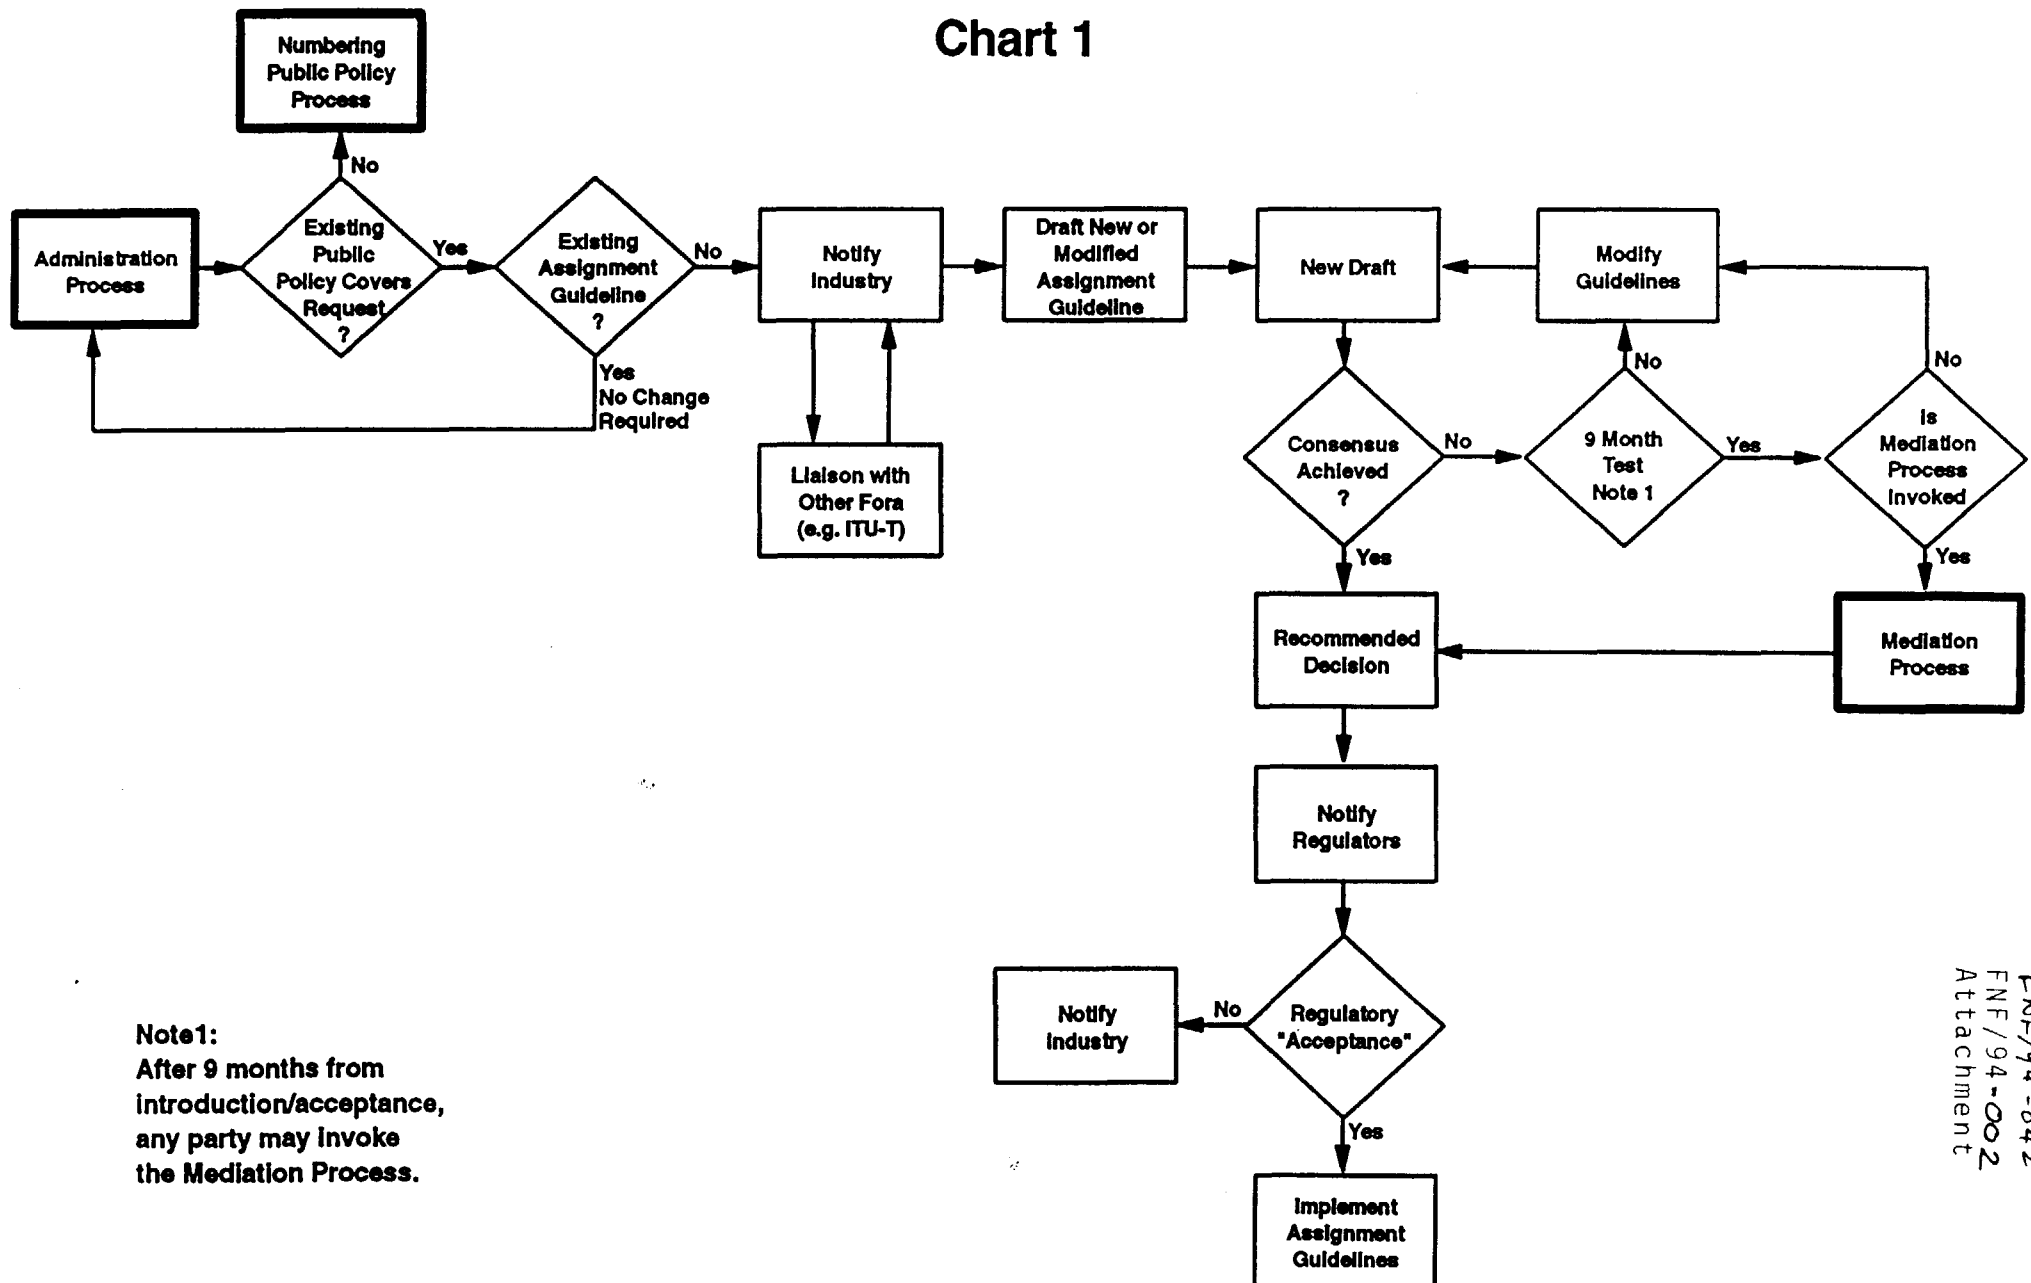 Chart 1
Numbering
Public Policy
Process
No
Administration
Process
Existing
Public
Policy Covers
Request
?
Yes
Existing
Assignment
Guideline
?
No
Yes
No Change
Required
Notify
Industry
Liaison with
Other Fora
(e.g. ITU-T)
Draft New or
Modified
Assignment
Guideline
New Draft
Modify
Guidelines
Consensus
Achieved
?
No
9 Month
Test
Note 1
No
Yes
Is
Mediation
Process
Invoked
No
Yes
Yes
Recommended
Decision
Mediation
Process
Notify
Regulators
Regulatory
"Acceptance"
No
Notify
Industry
Yes
Implement
Assignment
Guidelines
Note1:
After 9 months from
introduction/acceptance,
any party may invoke
the Mediation Process.
FNF/94-002
Attachment